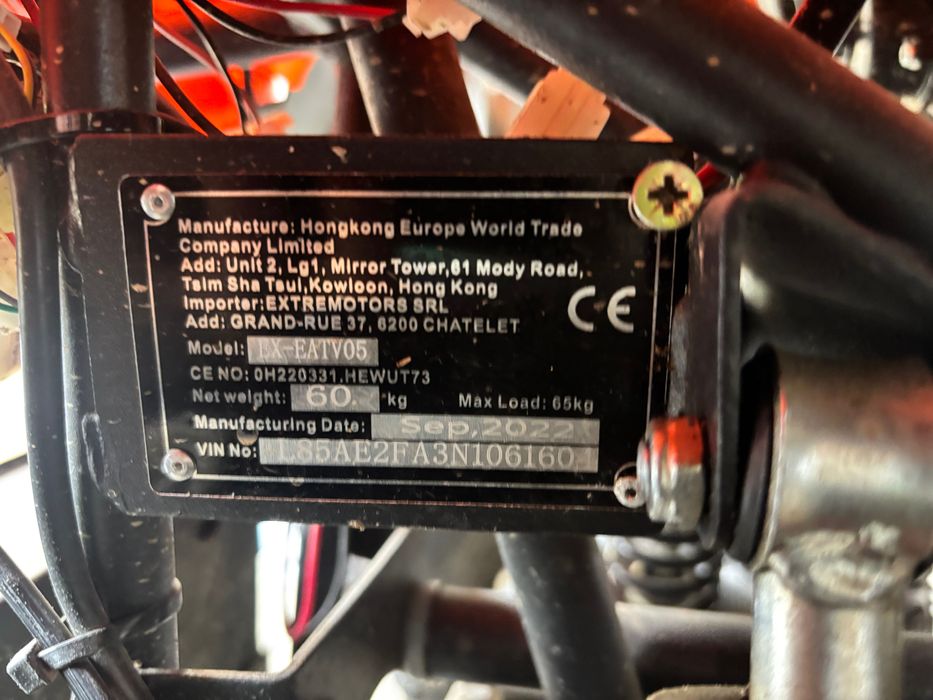 Manufacture: Hongkong Europe World Trade
Company Limited
Add: Unit 2, Lg1, Mirror Tower,61 Mody Road,
Tsim Sha Tsui,Kowloon, Hong Kong
Importer:EXTREMOTORS SRL
Add: GRAND-RUE 37, 6200 CHATELET
CE
Model: EX-EATV05
CE NO: 0H220331.HEWUT73
Net weight: 60 kg Max Load: 65kg
Manufacturing Date: Sep,2022
VIN No: L85AE2FA3N106160